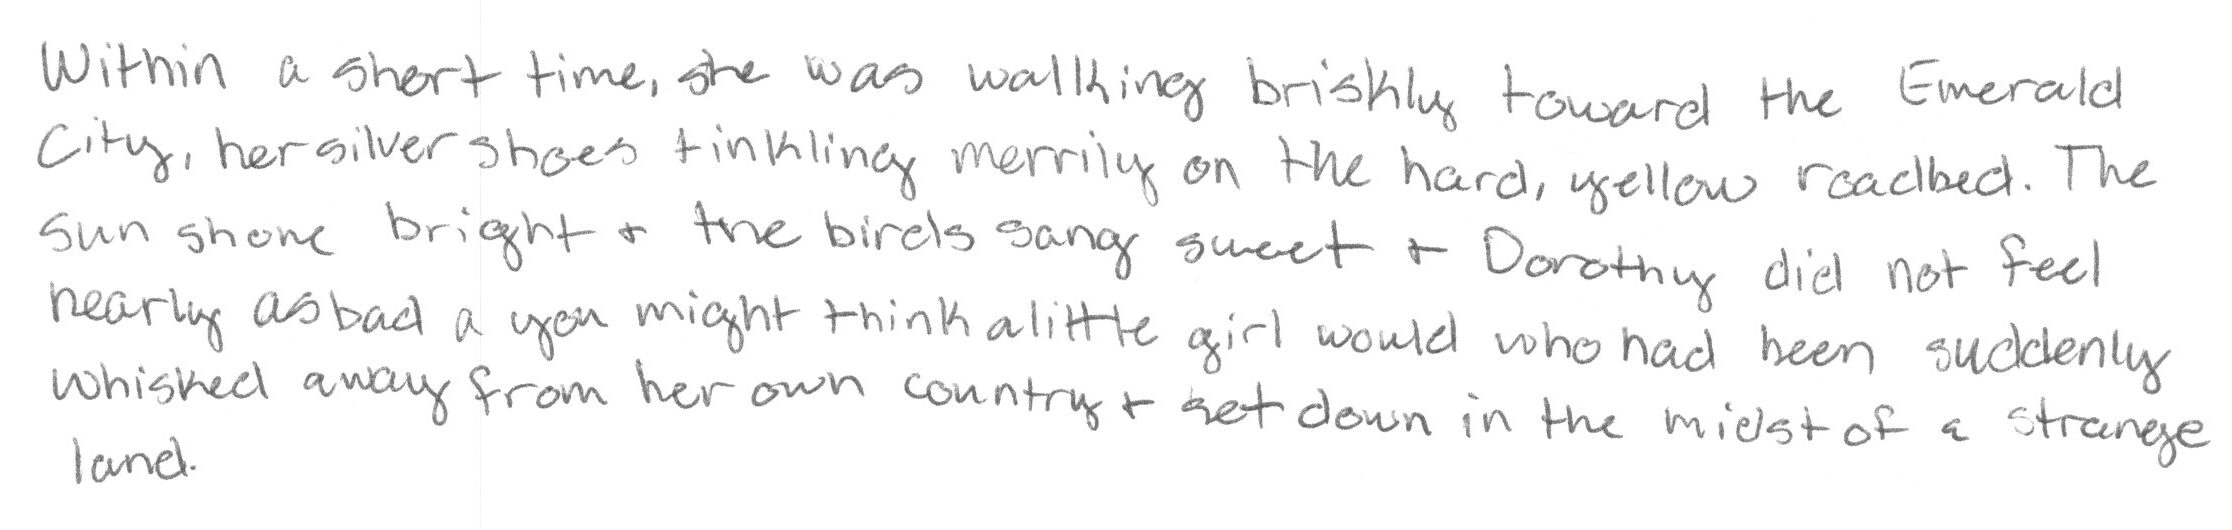 Within a short time, she was walking briskly toward the Emerald
City, her silver shoes tinkling merrily on the hard, yellow roadbed. The
sun shone bright + the birds sang sweet + Dorothy did not feel
nearly as bad a you might think a little girl would who had been suddenly
whisked away from her own country + set down in the midst of a strange
land.